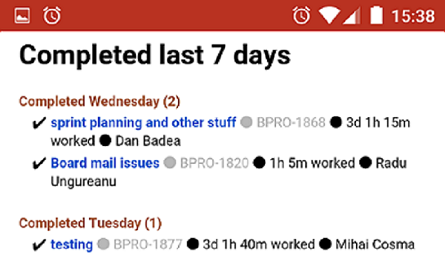 15:38
Completed last 7 days
Completed Wednesday (2)
✔ sprint planning and other stuff ● BPRO-1868 ● 3d 1h 15m
worked ● Dan Badea
✔ Board mail issues ● BPRO-1820 ● 1h 5m worked ● Radu
Ungureanu
Completed Tuesday (1)
✔ testing ● BPRO-1877 ● 3d 1h 40m worked ● Mihai Cosma